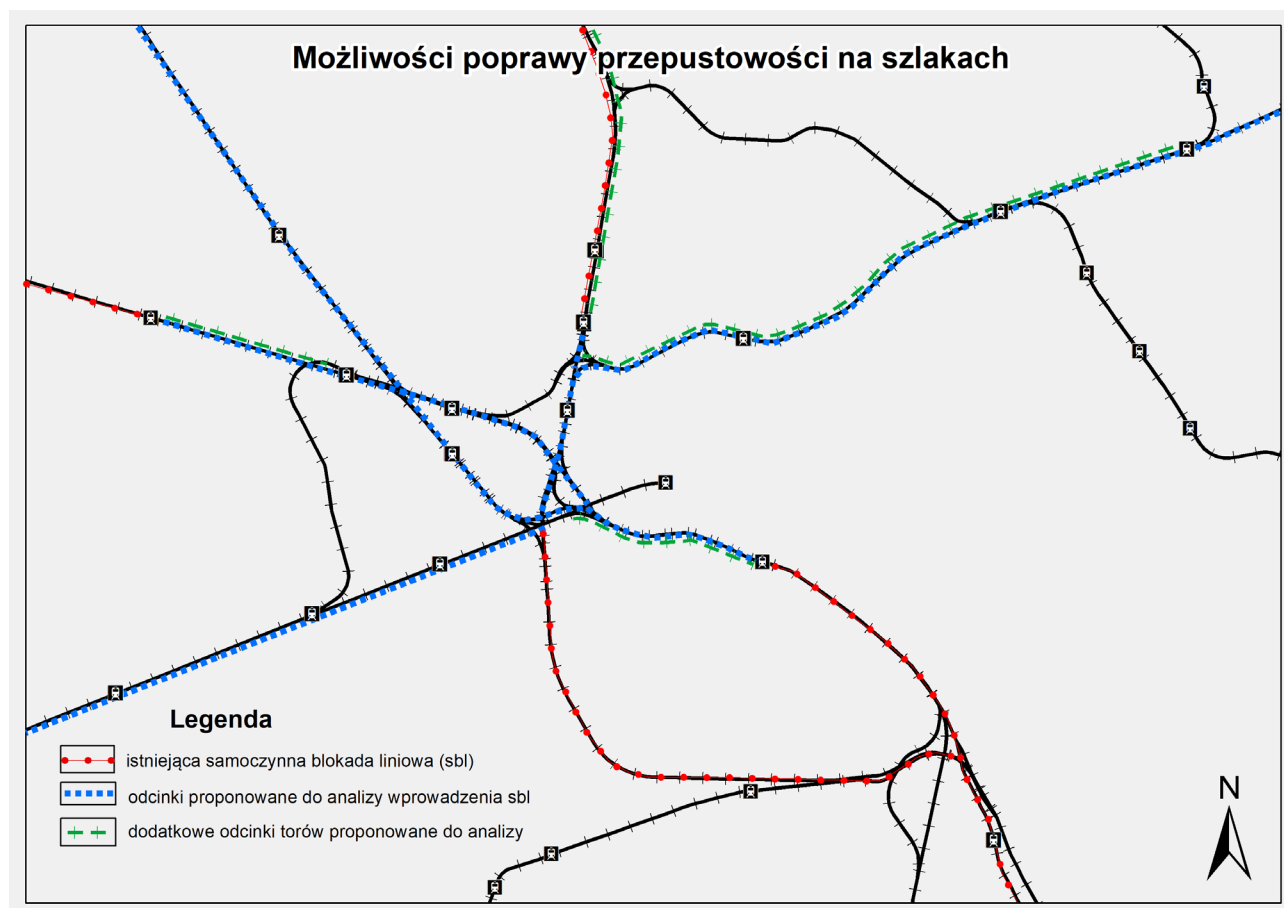 Możliwości poprawy przepustowości na szlakach
Legenda
istniejąca samoczynna blokada liniowa (sbl)
odcinki proponowane do analizy wprowadzenia sbl
dodatkowe odcinki torów proponowane do analizy
N